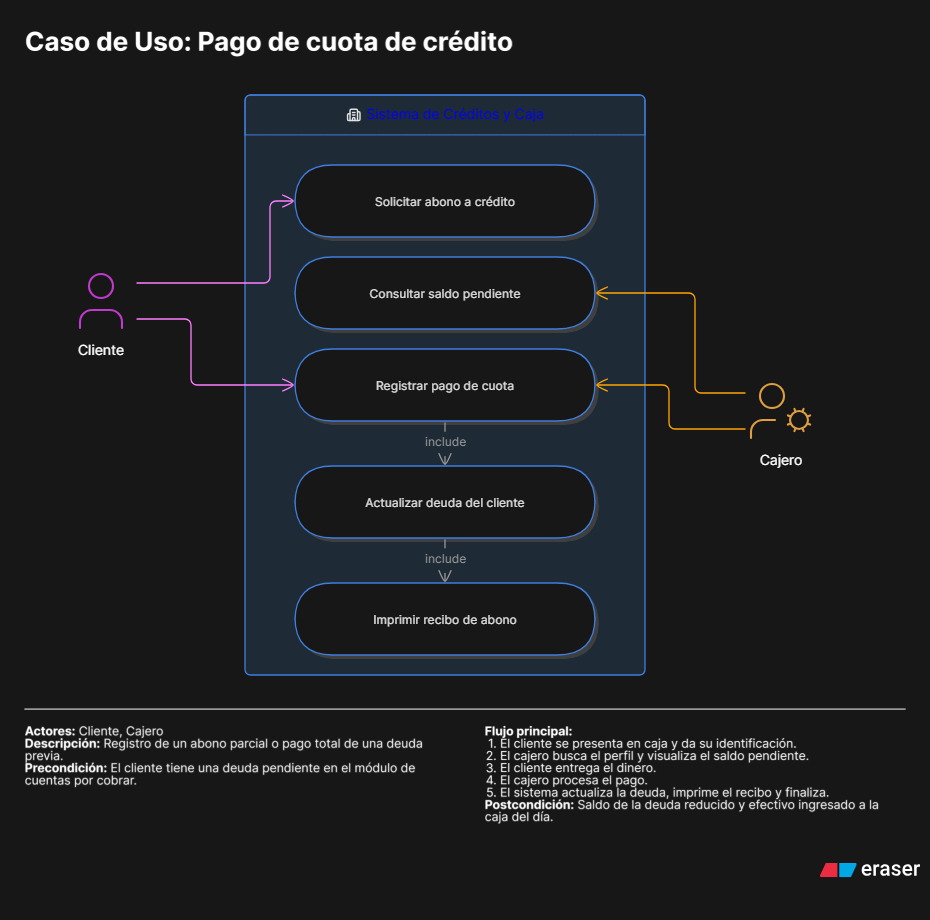 Caso de Uso: Pago de cuota de crédito
Sistema de Créditos y Caja
Solicitar abono a crédito
Consultar saldo pendiente
Registrar pago de cuota
Cliente
Cajero
include
Actualizar deuda del cliente
include
Imprimir recibo de abono
Actores: Cliente, Cajero
Descripción: Registro de un abono parcial o pago total de una deuda
previa.
Precondición: El cliente tiene una deuda pendiente en el módulo de
cuentas por cobrar.
Flujo principal:
1. El cliente se presenta en caja y da su identificación.
2. El cajero busca el perfil y visualiza el saldo pendiente.
3. El cliente entrega el dinero.
4. El cajero procesa el pago.
5. El sistema actualiza la deuda, imprime el recibo y finaliza.
Postcondición: Saldo de la deuda reducido y efectivo ingresado a la
caja del día.
eraser